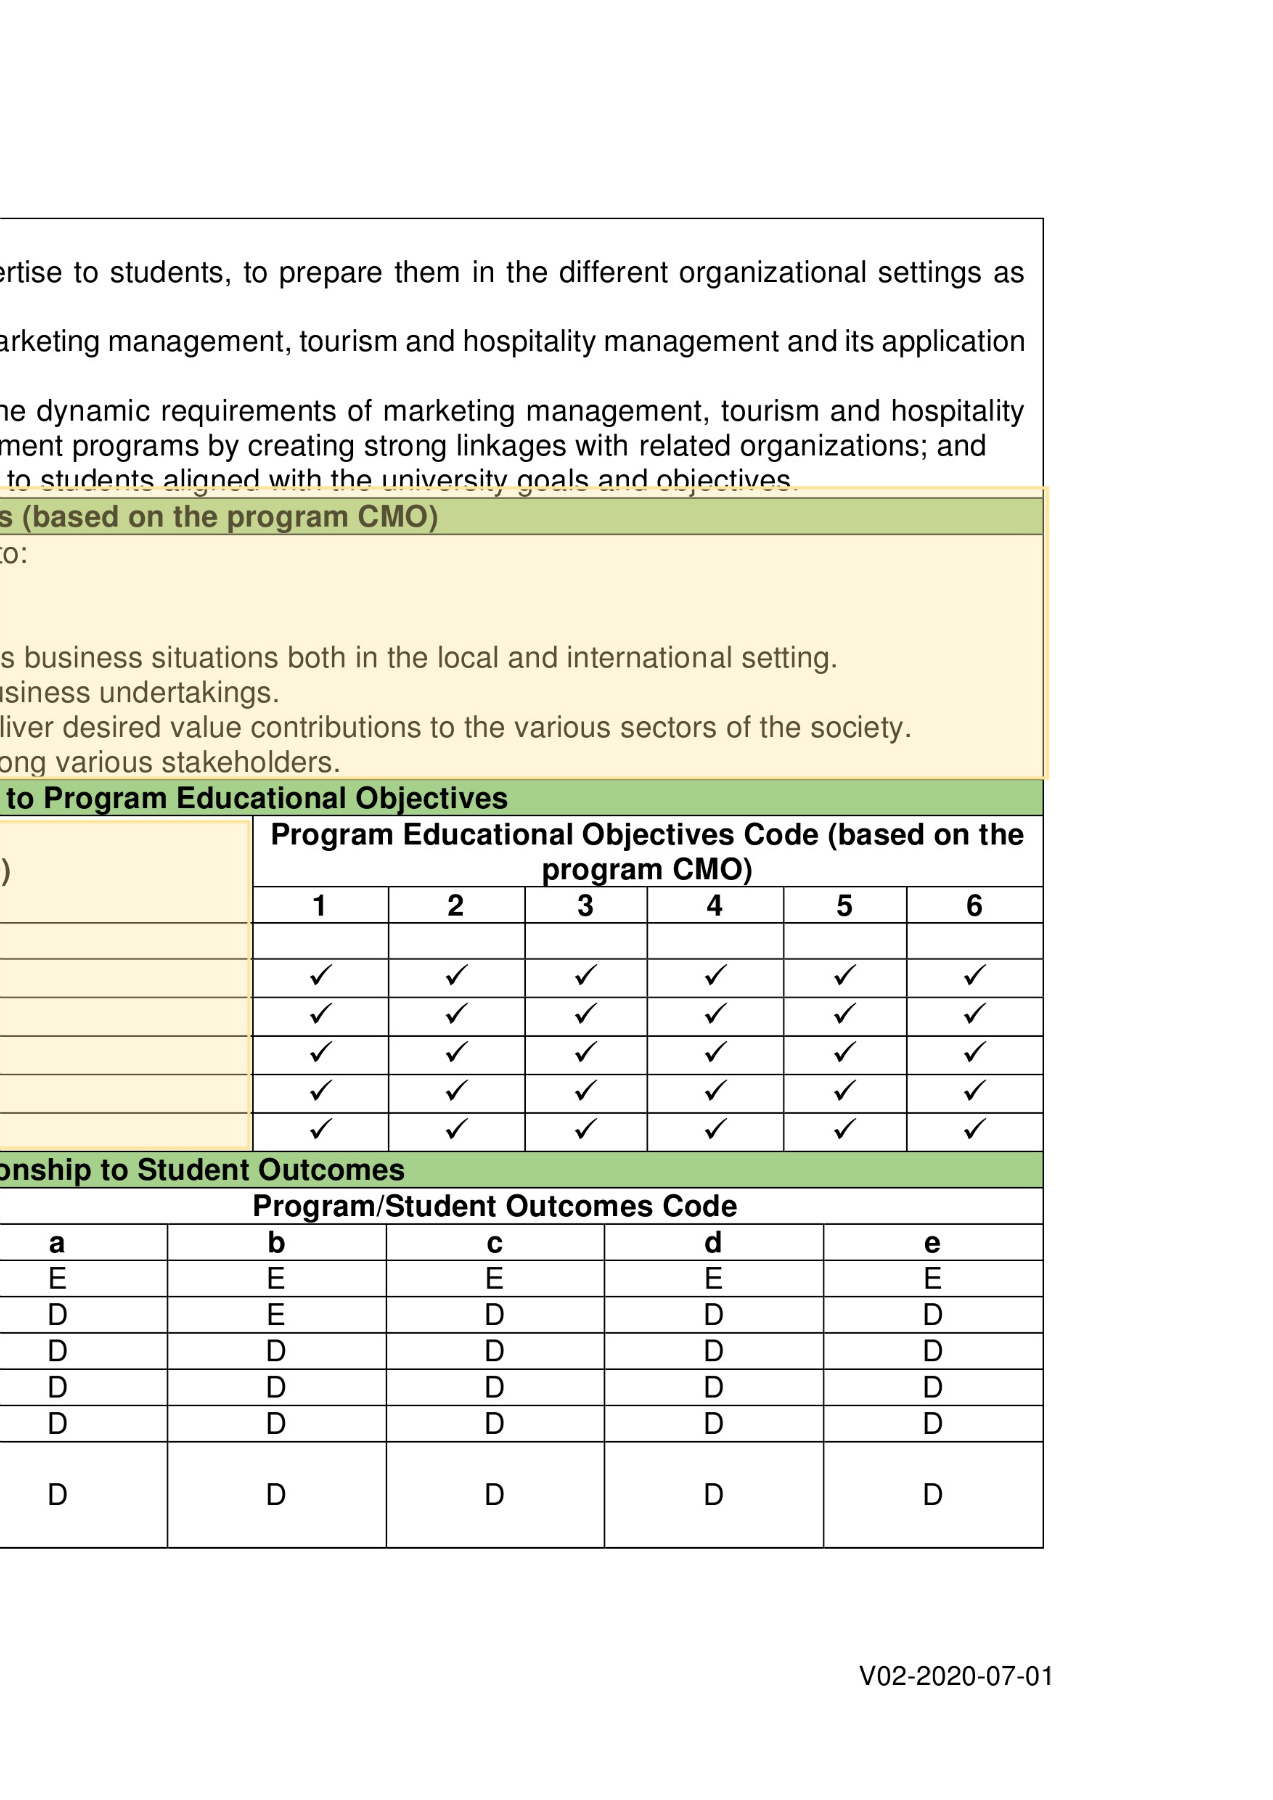 ertise to students, to prepare them in the different organizational settings as
arketing management, tourism and hospitality management and its application
he dynamic requirements of marketing management, tourism and hospitality
ment programs by creating strong linkages with related organizations; and
to students aligned with the university goals and objectives.
s (based on the program CMO)
to:
s business situations both in the local and international setting.
usiness undertakings.
liver desired value contributions to the various sectors of the society.
ong various stakeholders.
to Program Educational Objectives
Program Educational Objectives Code (based on the
)
program CMO)
1 2 3 4 5 6
✓ ✓ ✓ ✓ ✓ ✓
✓ ✓ ✓ ✓ ✓ ✓
✓ ✓ ✓ ✓ ✓ ✓
✓ ✓ ✓ ✓ ✓ ✓
✓ ✓ ✓ ✓ ✓ ✓
onship to Student Outcomes
Program/Student Outcomes Code
a b c d e
E E E E E
D E D D D
D D D D D
D D D D D
D D D D D
D D D D D
V02-2020-07-01